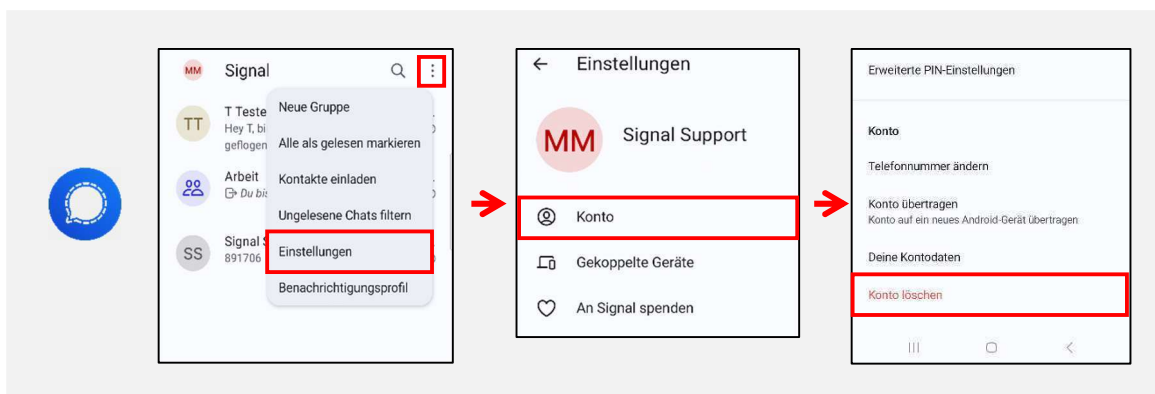 MM Signal
TT
T Teste
Neue Gruppe
Hey T, bi
geflogen
Alle als gelesen markieren
Arbeit
Kontakte einladen
Du bis
Ungelesene Chats filtern
SS
Signal S
891706
Einstellungen
Benachrichtigungsprofil
Einstellungen
MM Signal Support
Konto
Gekoppelte Geräte
An Signal spenden
Erweiterte PIN-Einstellungen
Konto
Telefonnummer ändern
Konto übertragen
Konto auf ein neues Android-Gerät übertragen
Deine Kontodaten
Konto löschen